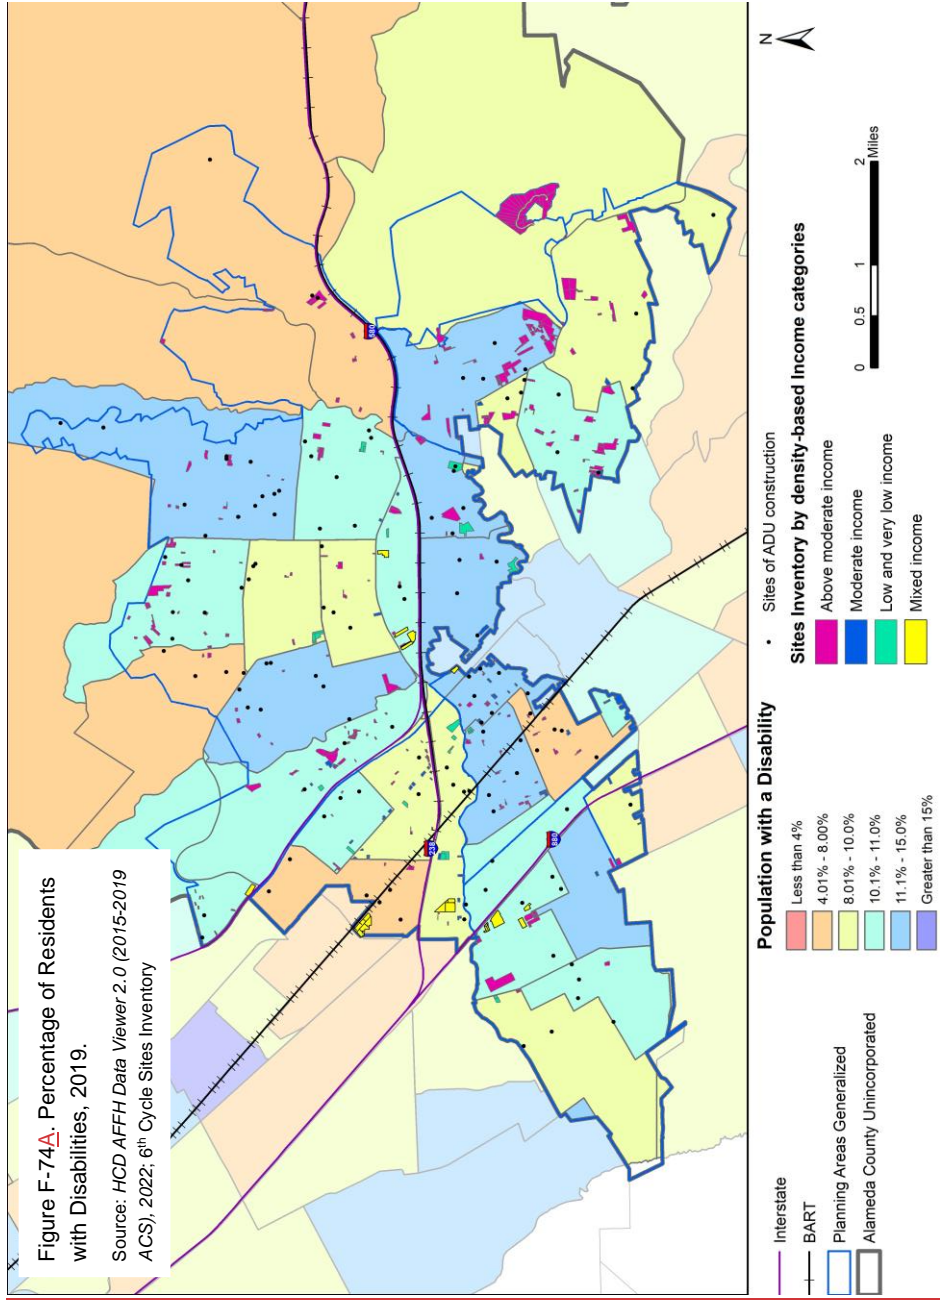 Figure F-74A. Percentage of Residents
with Disabilities, 2019.
Source: HCD AFFH Data Viewer 2.0 (2015-2019
ACS), 2022; 6th Cycle Sites Inventory
580
238
880
Interstate
BART
Planning Areas Generalized
Alameda County Unincorporated
Population with a Disability
Less than 4%
4.01% - 8.00%
8.01% - 10.0%
10.1% - 11.0%
11.1% - 15.0%
Greater than 15%
Sites of ADU construction
Sites Inventory by density-based Income categories
Above moderate income
Moderate income
Low and very low income
Mixed income
0 0.5 1 2
Miles
N